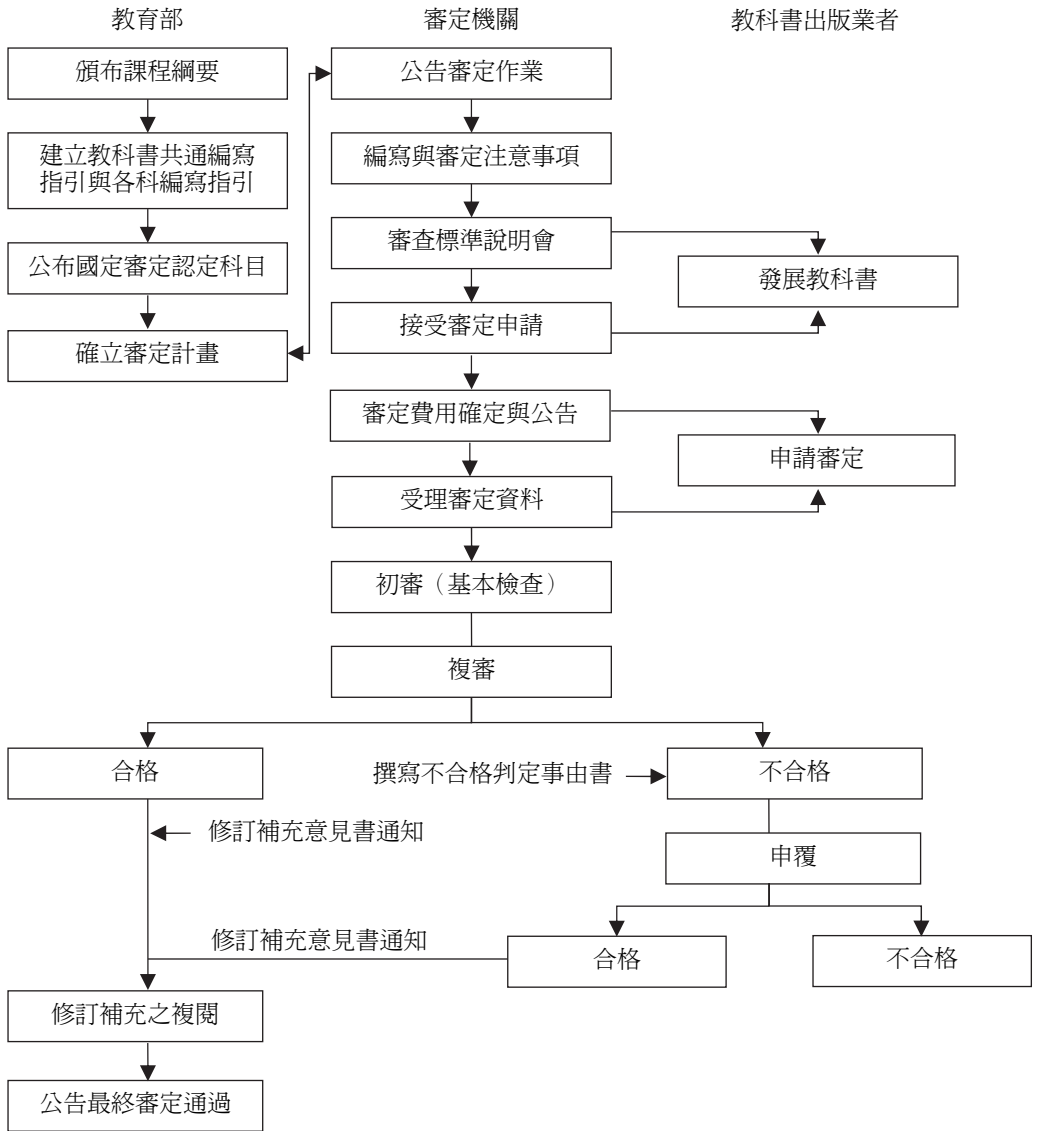 教育部
審定機關
教科書出版業者
頒布課程綱要
公告審定作業
建立教科書共通編寫
指引與各科編寫指引
編寫與審定注意事項
審查標準說明會
公布國定審定認定科目
發展教科書
接受審定申請
確立審定計畫
審定費用確定與公告
申請審定
受理審定資料
初審（基本檢查）
複審
合格
撰寫不合格判定事由書
不合格
修訂補充意見書通知
申覆
修訂補充意見書通知
合格
不合格
修訂補充之複閱
公告最終審定通過